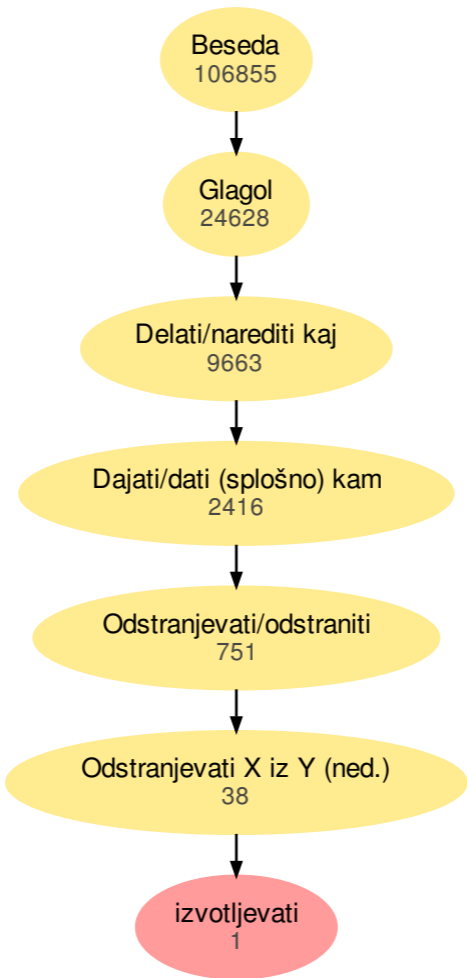 Beseda
106855
Glagol
24628
Delati/narediti kaj
9663
Dajati/dati (splošno) kam
2416
Odstranjevati/odstraniti
751
Odstranjevati X iz Y (ned.)
38
izvotljevati
1